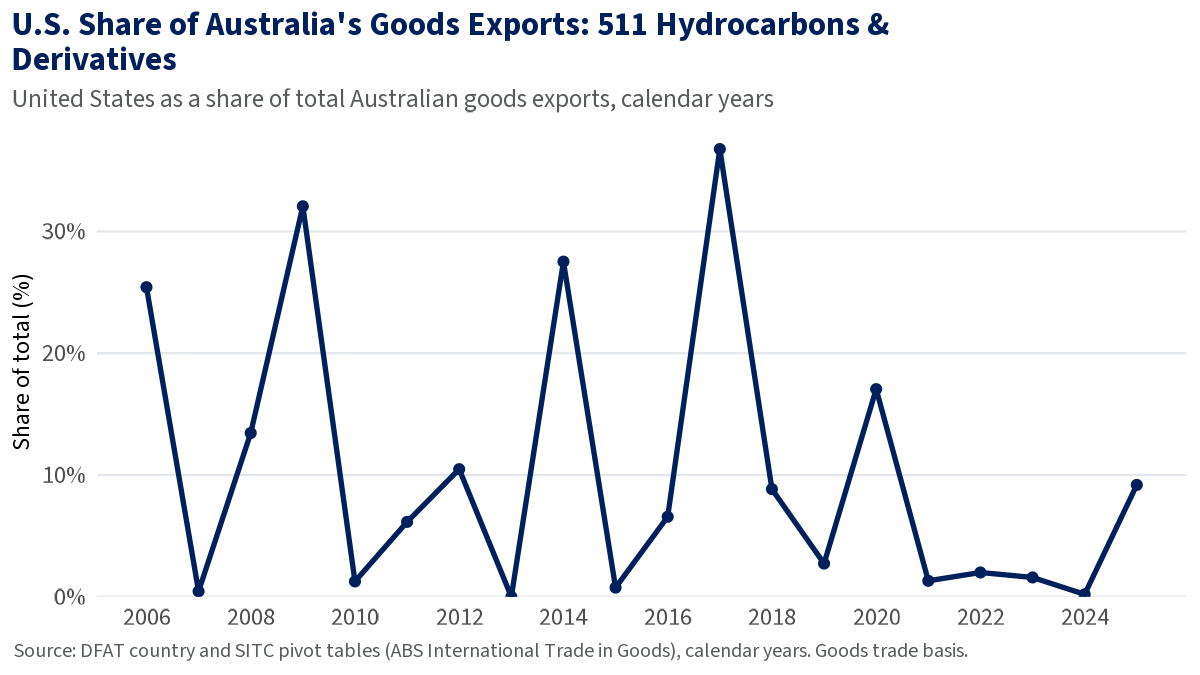 U.S. Share of Australia's Goods Exports: 511 Hydrocarbons &
Derivatives
United States as a share of total Australian goods exports, calendar years
Share of total (%)
30%
20%
10%
0%
2006 2008 2010 2012 2014 2016 2018 2020 2022 2024
Source: DFAT country and SITC pivot tables (ABS International Trade in Goods), calendar years. Goods trade basis.